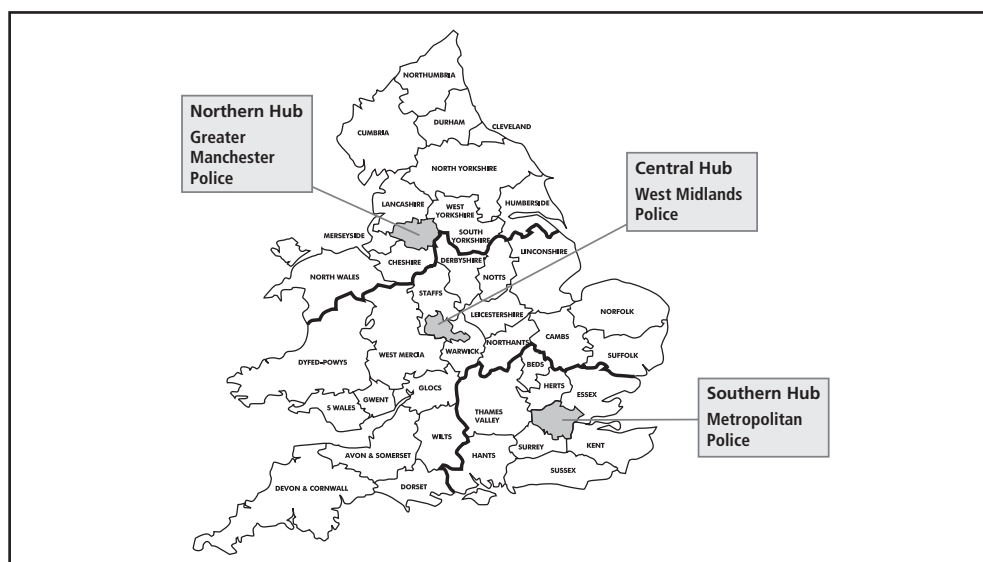 NORTHUMBRIA
Northern Hub
Greater
Manchester
Police
DURHAM
CLEVELAND
CUMBRIA
NORTH YORKSHIRE
Central Hub
West Midlands
Police
LANCASHIRE
WEST
YORKSHIRE
HUMBERSIDE
MERSEYSIDE
SOUTH
YORKSHIRE
LINCONSHIRE
CHESHIRE
DERBYSHIRE
NORTH WALES
NOTTS
STAFFS
LEICESTERSHIRE
NORFOLK
NORTHANTS
CAMBS
WARWICK
WEST MERCIA
SUFFOLK
DYFED-POWYS
BEDS
HERTS
ESSEX
GLOCS
GWENT
S WALES
THAMES
VALLEY
Southern Hub
Metropolitan
Police
WILTS
AVON & SOMERSET
HANTS
SURREY
KENT
SUSSEX
DORSET
DEVON & CORNWALL